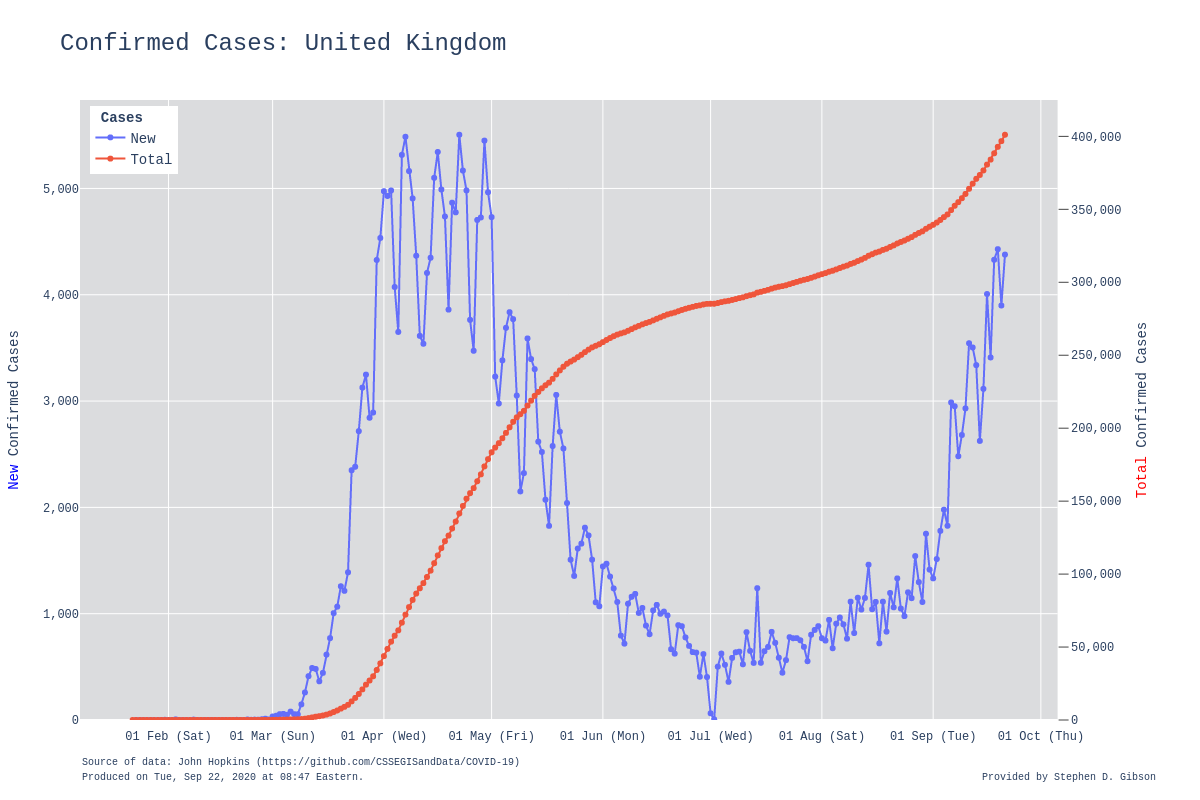 Confirmed Cases: United Kingdom
Cases
New
Total
5,000
4,000
3,000
2,000
1,000
0
New Confirmed Cases
400,000
350,000
300,000
250,000
200,000
150,000
100,000
50,000
0
Total Confirmed Cases
01 Feb (Sat) 01 Mar (Sun) 01 Apr (Wed) 01 May (Fri) 01 Jun (Mon) 01 Jul (Wed) 01 Aug (Sat) 01 Sep (Tue) 01 Oct (Thu)
Source of data: John Hopkins (https://github.com/CSSEGISandData/COVID-19)
Produced on Tue, Sep 22, 2020 at 08:47 Eastern.
Provided by Stephen D. Gibson